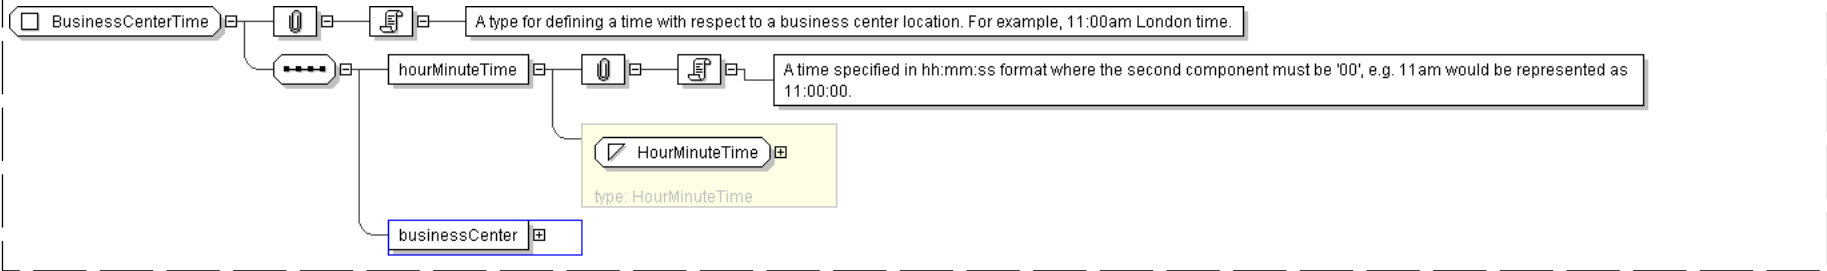 BusinessCenterTime
A type for defining a time with respect to a business center location. For example, 11:00am London time.
hourMinuteTime
A time specified in hh:mm:ss format where the second component must be '00', e.g. 11am would be represented as
11:00:00.
HourMinuteTime
type: HourMinuteTime
businessCenter